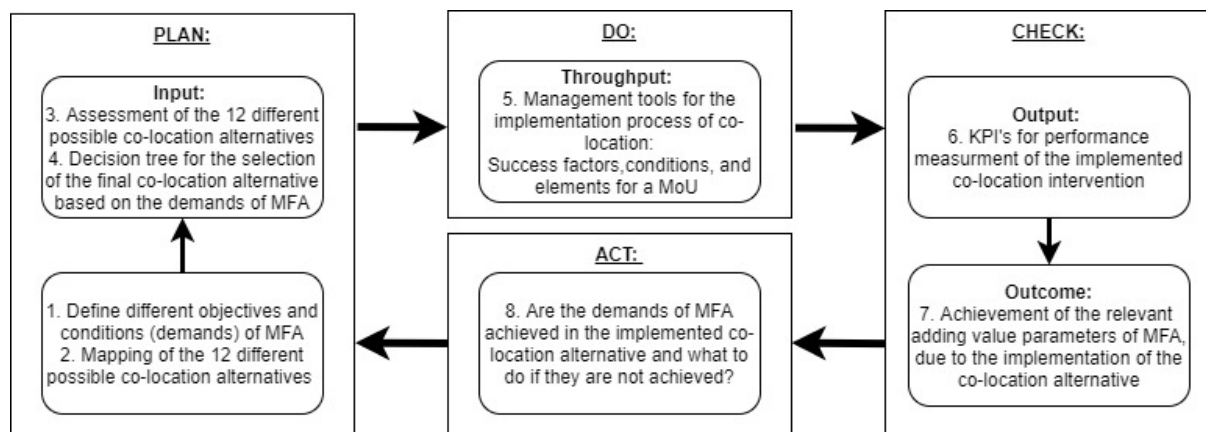 PLAN:
Input:
3. Assessment of the 12 different
possible co-location alternatives
4. Decision tree for the selection
of the final co-location alternative
based on the demands of MFA
1. Define different objectives and
conditions (demands) of MFA
2. Mapping of the 12 different
possible co-location alternatives
DO:
Throughput:
5. Management tools for the
implementation process of co-
location:
Success factors,conditions, and
elements for a MoU
CHECK:
Output:
6. KPI's for performance
measurment of the implemented
co-location intervention
Outcome:
7. Achievement of the relevant
adding value parameters of MFA,
due to the implementation of the
co-location alternative
ACT:
8. Are the demands of MFA
achieved in the implemented co-
location alternative and what to
do if they are not achieved?